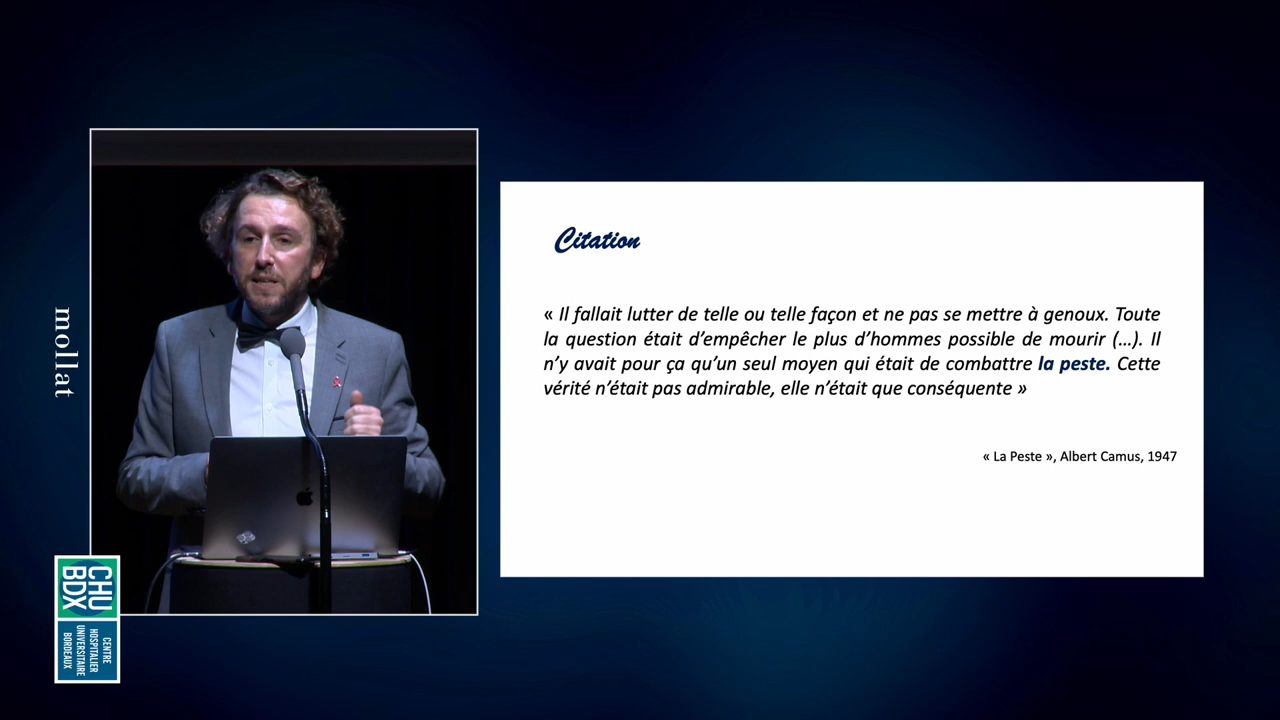 mollat
CHU
BDX
CENTRE
HOSPITALIER
UNIVERSITAIRE
BORDEAUX
Citation
« Il fallait lutter de telle ou telle façon et ne pas se mettre à genoux. Toute
la question était d’empêcher le plus d’hommes possible de mourir (…). Il
n’y avait pour ça qu’un seul moyen qui était de combattre la peste. Cette
vérité n’était pas admirable, elle n’était que conséquente »
« La Peste », Albert Camus, 1947